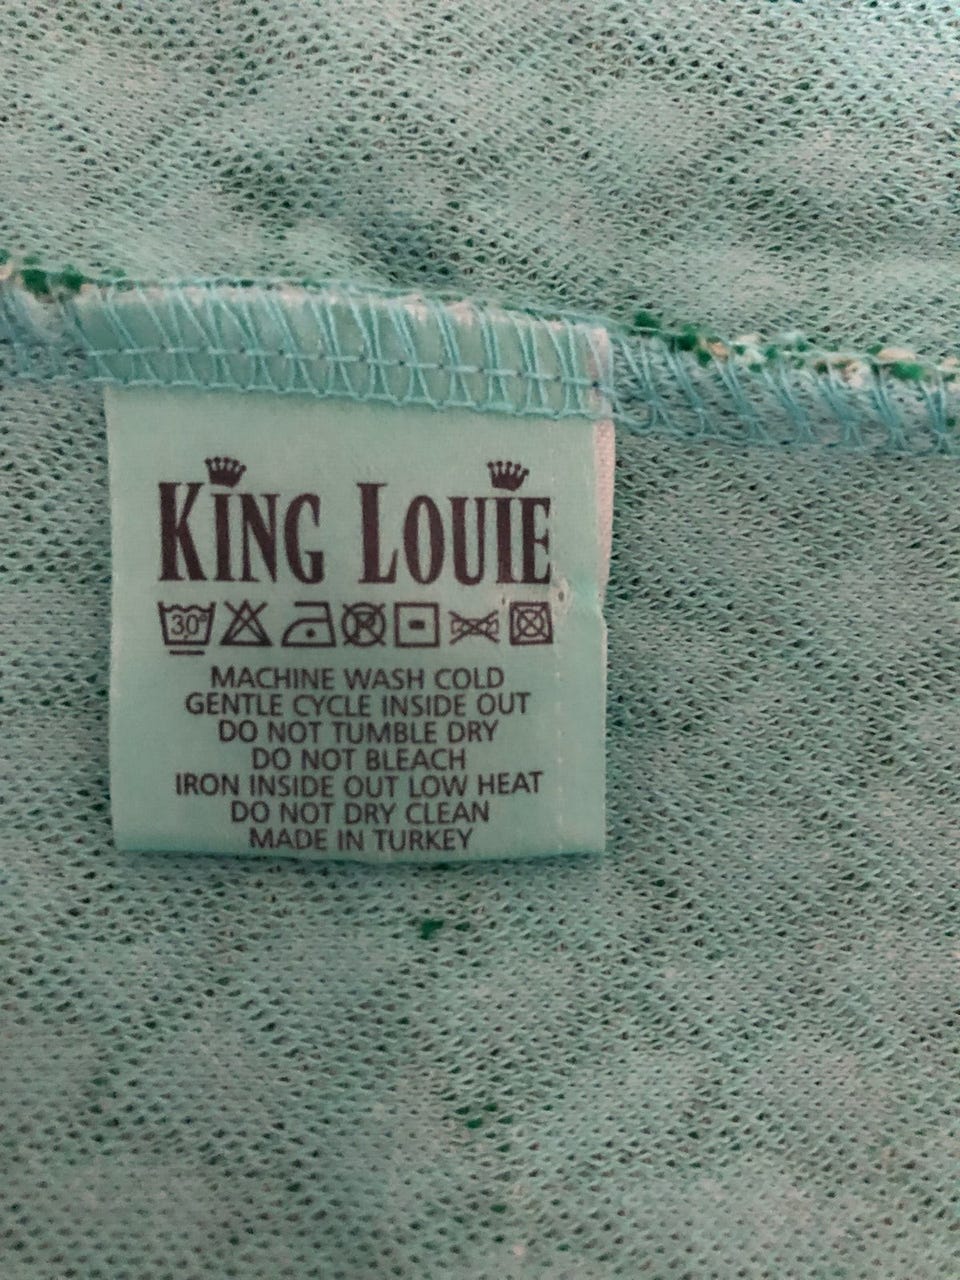 KING LOUIE
30°
MACHINE WASH COLD
GENTLE CYCLE INSIDE OUT
DO NOT TUMBLE DRY
DO NOT BLEACH
IRON INSIDE OUT LOW HEAT
DO NOT DRY CLEAN
MADE IN TURKEY